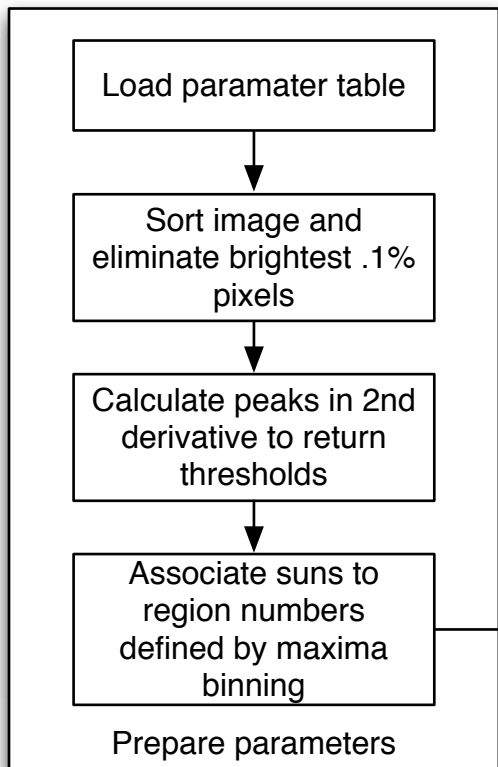 Load paramater table
Sort image and
eliminate brightest .1%
pixels
Calculate peaks in 2nd
derivative to return
thresholds
Associate suns to
region numbers
defined by maxima
binning
Prepare parameters